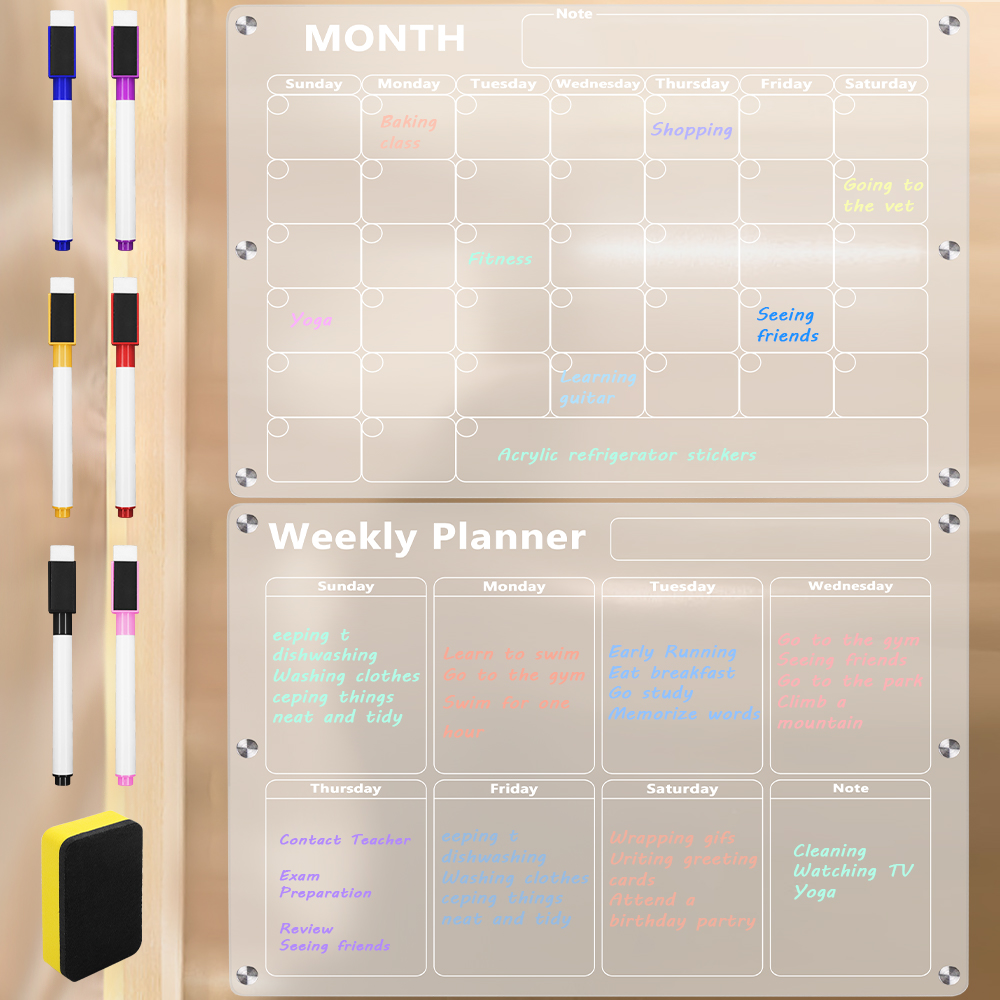 Note
MONTH
Sunday Monday Tuesday Wednesday Thursday Friday Saturday
Baking
class
Shopping
Going to
the vet
Fitness
Yoga
Seeing
friends
Learning
guitar
Acrylic refrigerator stickers
Weekly Planner
Sunday Monday Tuesday Wednesday
eeping t
dishwashing
Washing clothes
ceping things
neat and tidy
Learn to swim
Go to the gym
Swim for one
hour
Early Running
Eat breakfast
Go study
Memorize words
Go to the gym
Seeing friends
Go to the park
Climb a
mountain
Thursday Friday Saturday Note
Contact Teacher
Exam
Preparation
Review
Seeing friends
eeping t
dishwashing
Washing clothes
ceping things
neat and tidy
Wrapping gifs
Writing greeting
cards
Attend a
birthday partry
Cleaning
Watching TV
Yoga